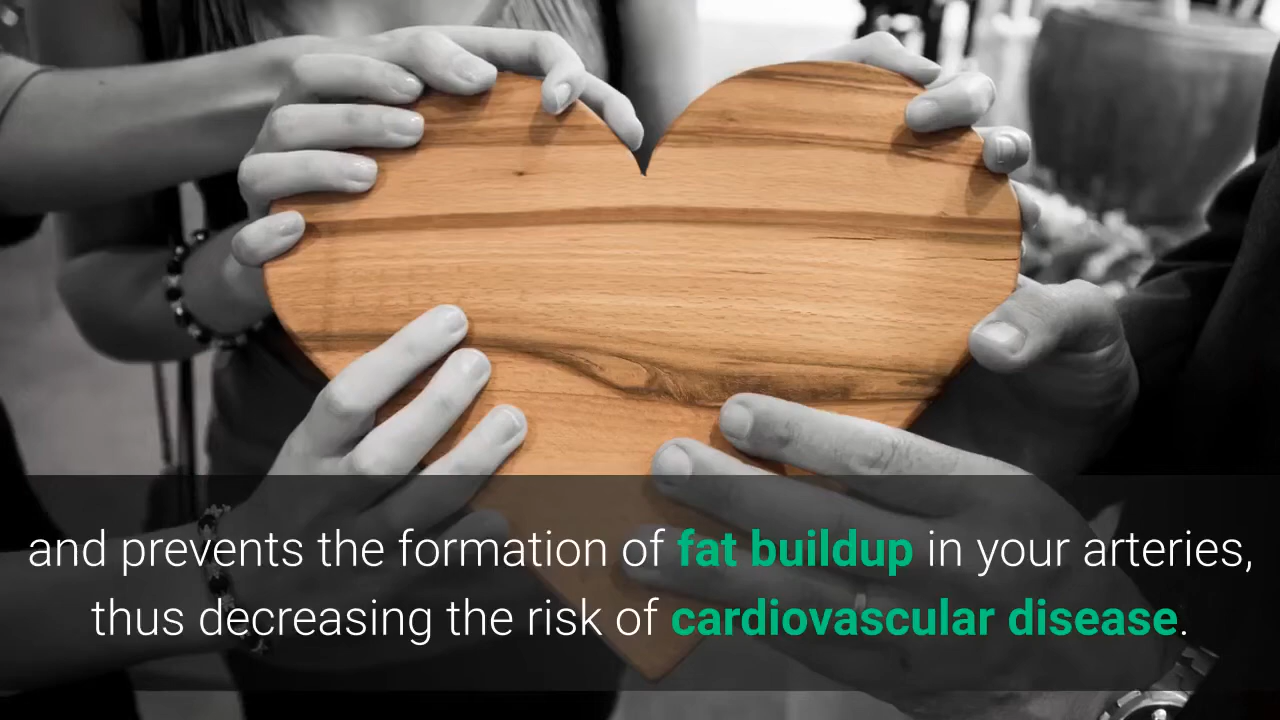 and prevents the formation of fat buildup in your arteries,
thus decreasing the risk of cardiovascular disease.